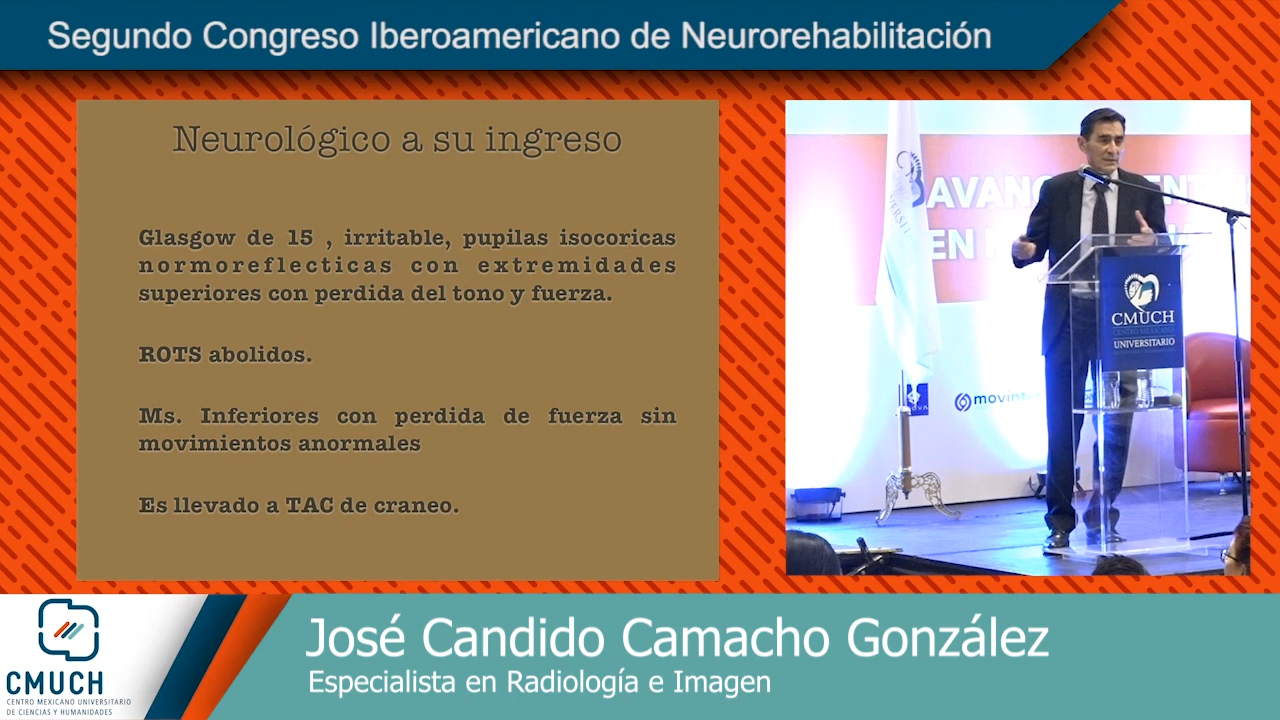 Segundo Congreso Iberoamericano de Neurorehabilitación
Neurológico a su ingreso
Glasgow de 15 , irritable, pupilas isocoricas
normoreflecticas con extremidades
superiores con perdida del tono y fuerza.
ROTS abolidos.
Ms. Inferiores con perdida de fuerza sin
movimientos anormales
Es llevado a TAC de craneo.
AVANC
EN
CMUCH
CENTRO MEXICANO
UNIVERSITARIO
movinte
José Candido Camacho González
Especialista en Radiología e Imagen
CMUCH
CENTRO MEXICANO UNIVERSITARIO
DE CIENCIAS Y HUMANIDADES